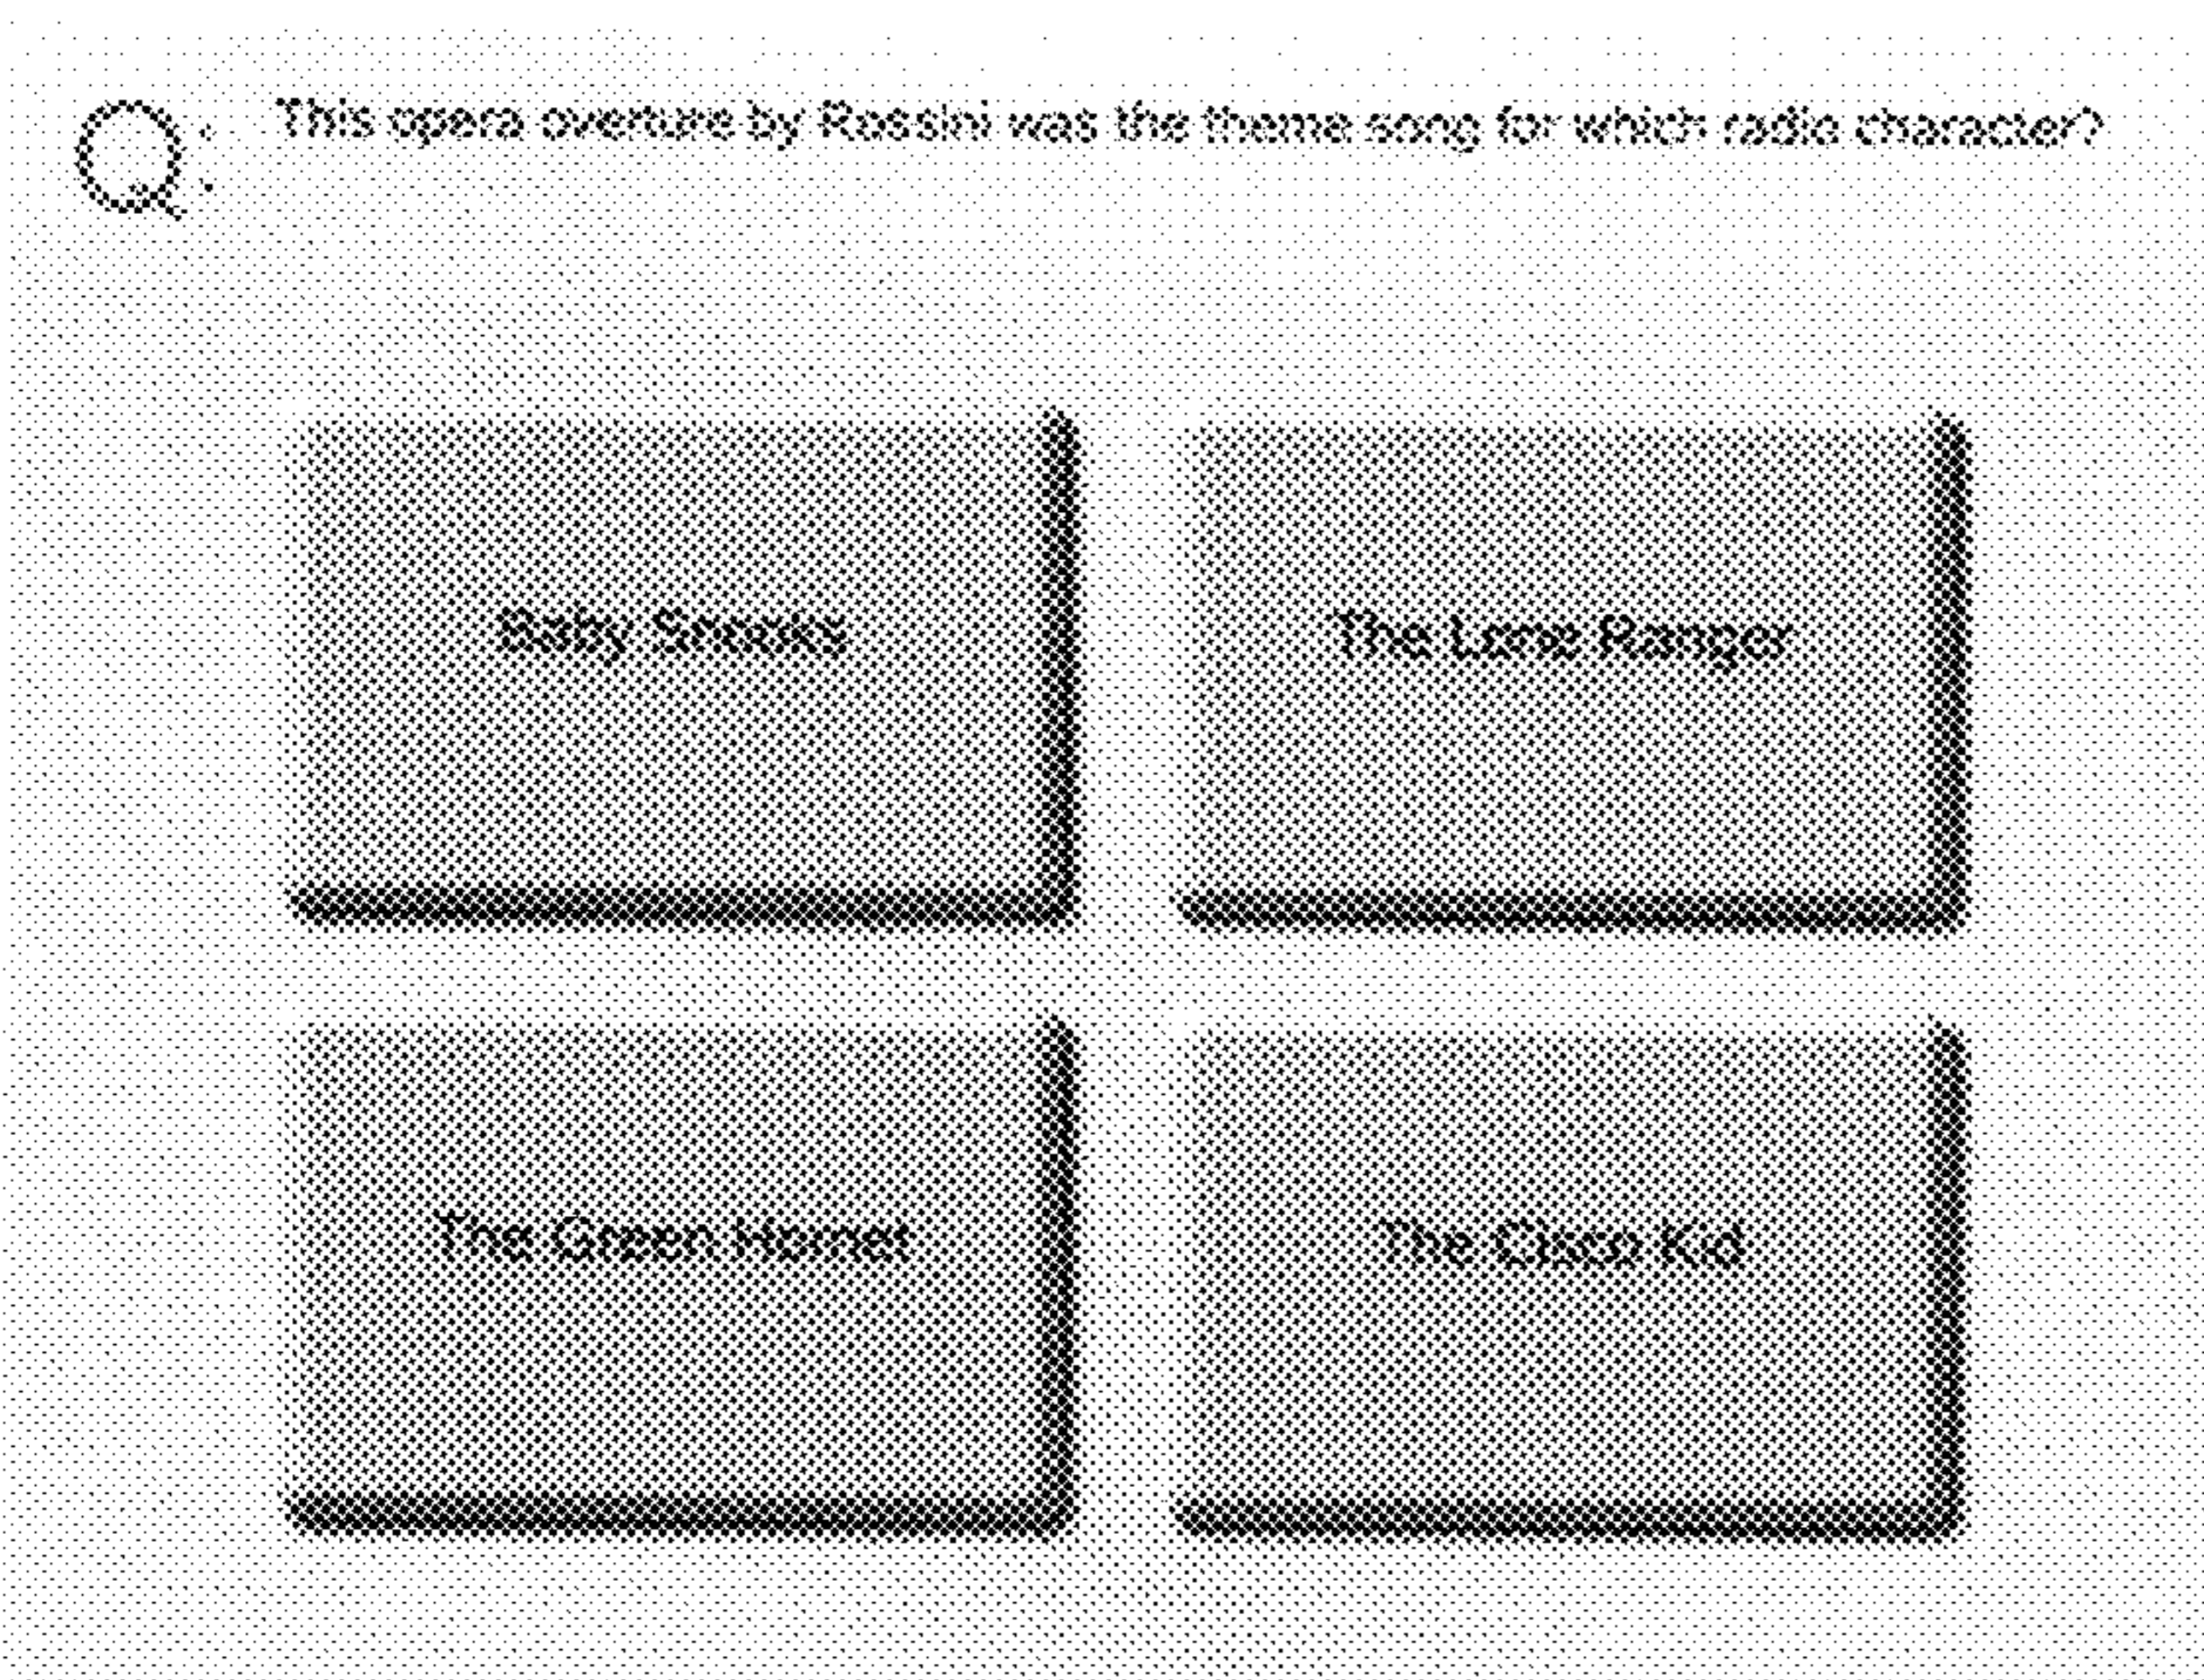 Q: This opera overture by Rossini was the theme song for which radio character?
Baby Snooks
The Lone Ranger
The Green Hornet
The Cisco Kid